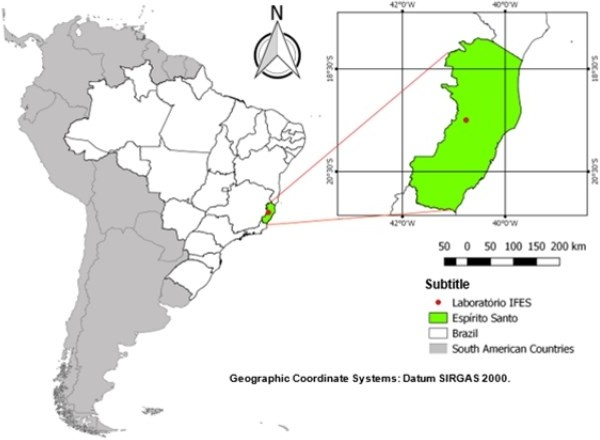 N
42°0'W 40°0'W
18°30'S 18°30'S
20°30'S 20°30'S
42°0'W 40°0'W
50 0 50 100 150 200 km
Subtitle
Laboratório IFES
Espírito Santo
Brazil
South American Countries
Geographic Coordinate Systems: Datum SIRGAS 2000.